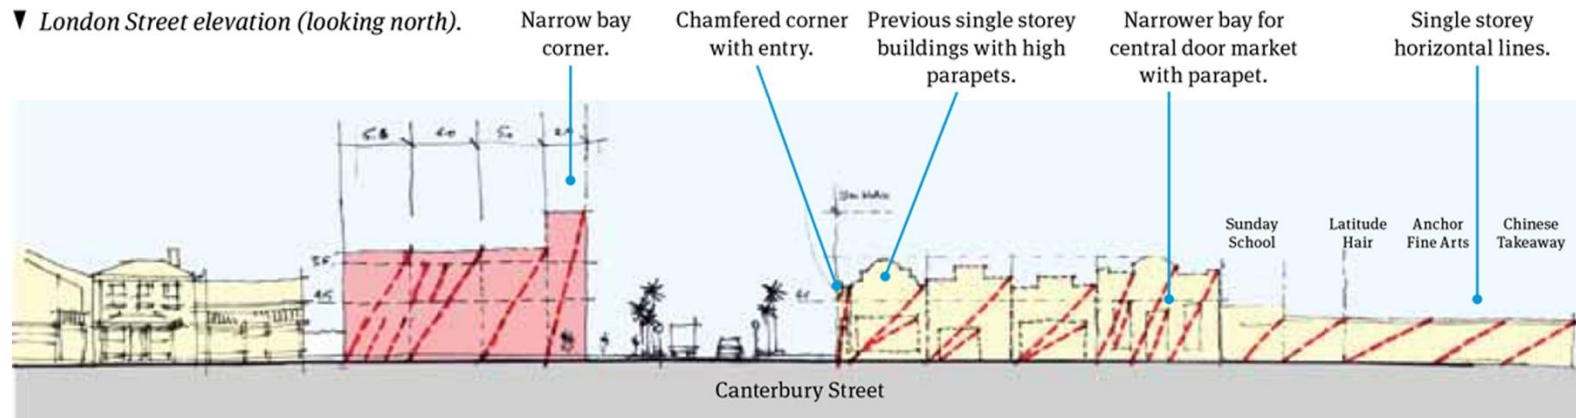 ▼ London Street elevation (looking north).
Narrow bay
corner.
Chamfered corner
with entry.
Previous single storey
buildings with high
parapets.
Narrower bay for
central door market
with parapet.
Single storey
horizontal lines.
Sunday
School
Latitude
Hair
Anchor
Fine Arts
Chinese
Takeaway
Canterbury Street